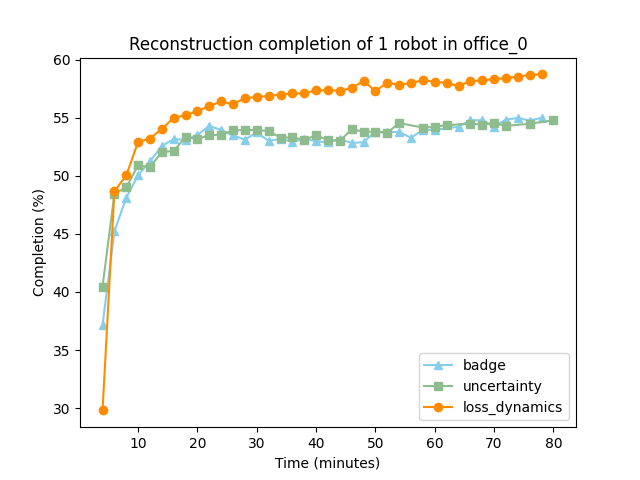 Reconstruction completion of 1 robot in office_0
60
55
50
45
40
35
30
Completion (%)
badge
uncertainty
loss_dynamics
10 20 30 40 50 60 70 80
Time (minutes)